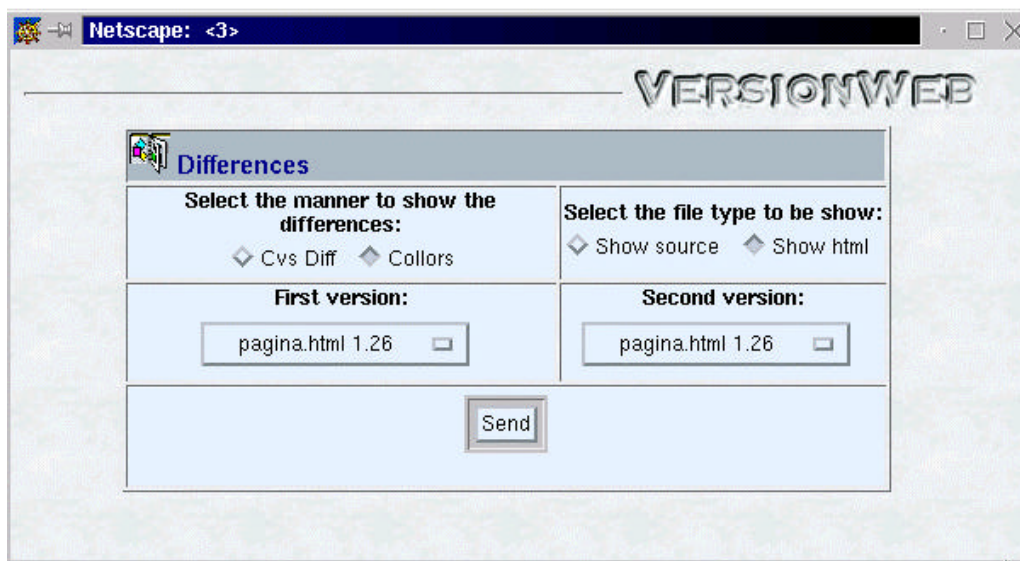 Netscape: <3>
VERSIONWEB
Differences
Select the manner to show the
differences:
Cvs Diff Collors
Select the file type to be show:
Show source Show html
First version:
pagina.html 1.26
Second version:
pagina.html 1.26
Send